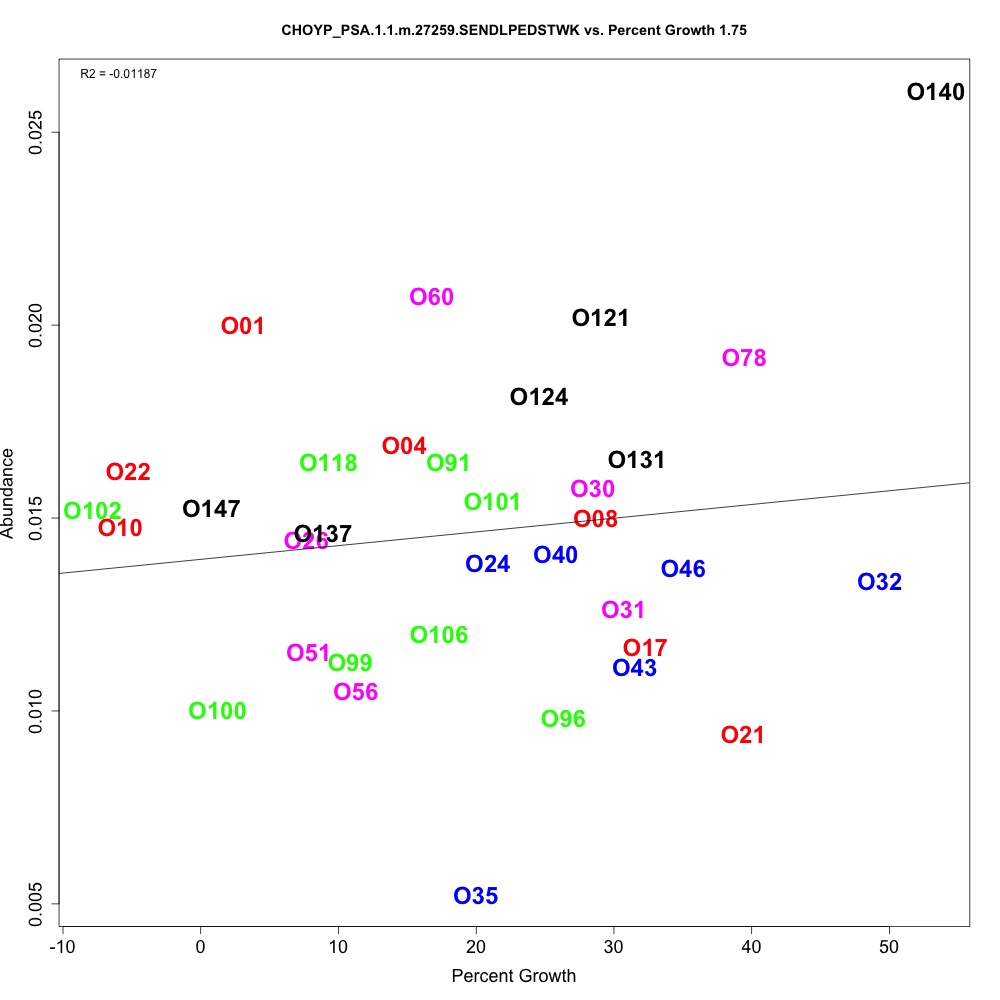 CHOYP_PSA.1.1.m.27259.SENDLPEDSTWK vs. Percent Growth 1.75
R2 = -0.01187
O140
0.025
O60
O121
0.020
O01
O78
O124
O04
O118
O91
O131
O22
O30
O101
O102
O147
0.015
O08
O10
O137
O26
O40
O24
O46
O32
O31
O106
O17
O51
O99
O43
O56
0.010
O100
O96
O21
0.005
O35
Abundance
-10 0 10 20 30 40 50
Percent Growth